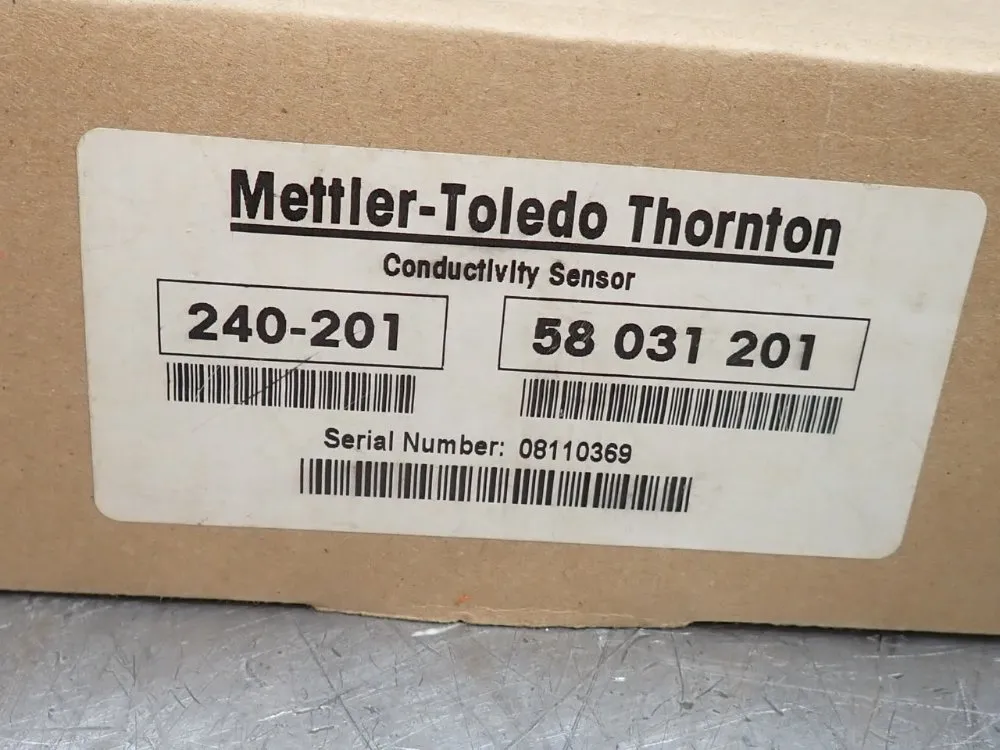 Mettler-Toledo Thornton
Conductivity Sensor
240-201 58 031 201
Serial Number: 08110369